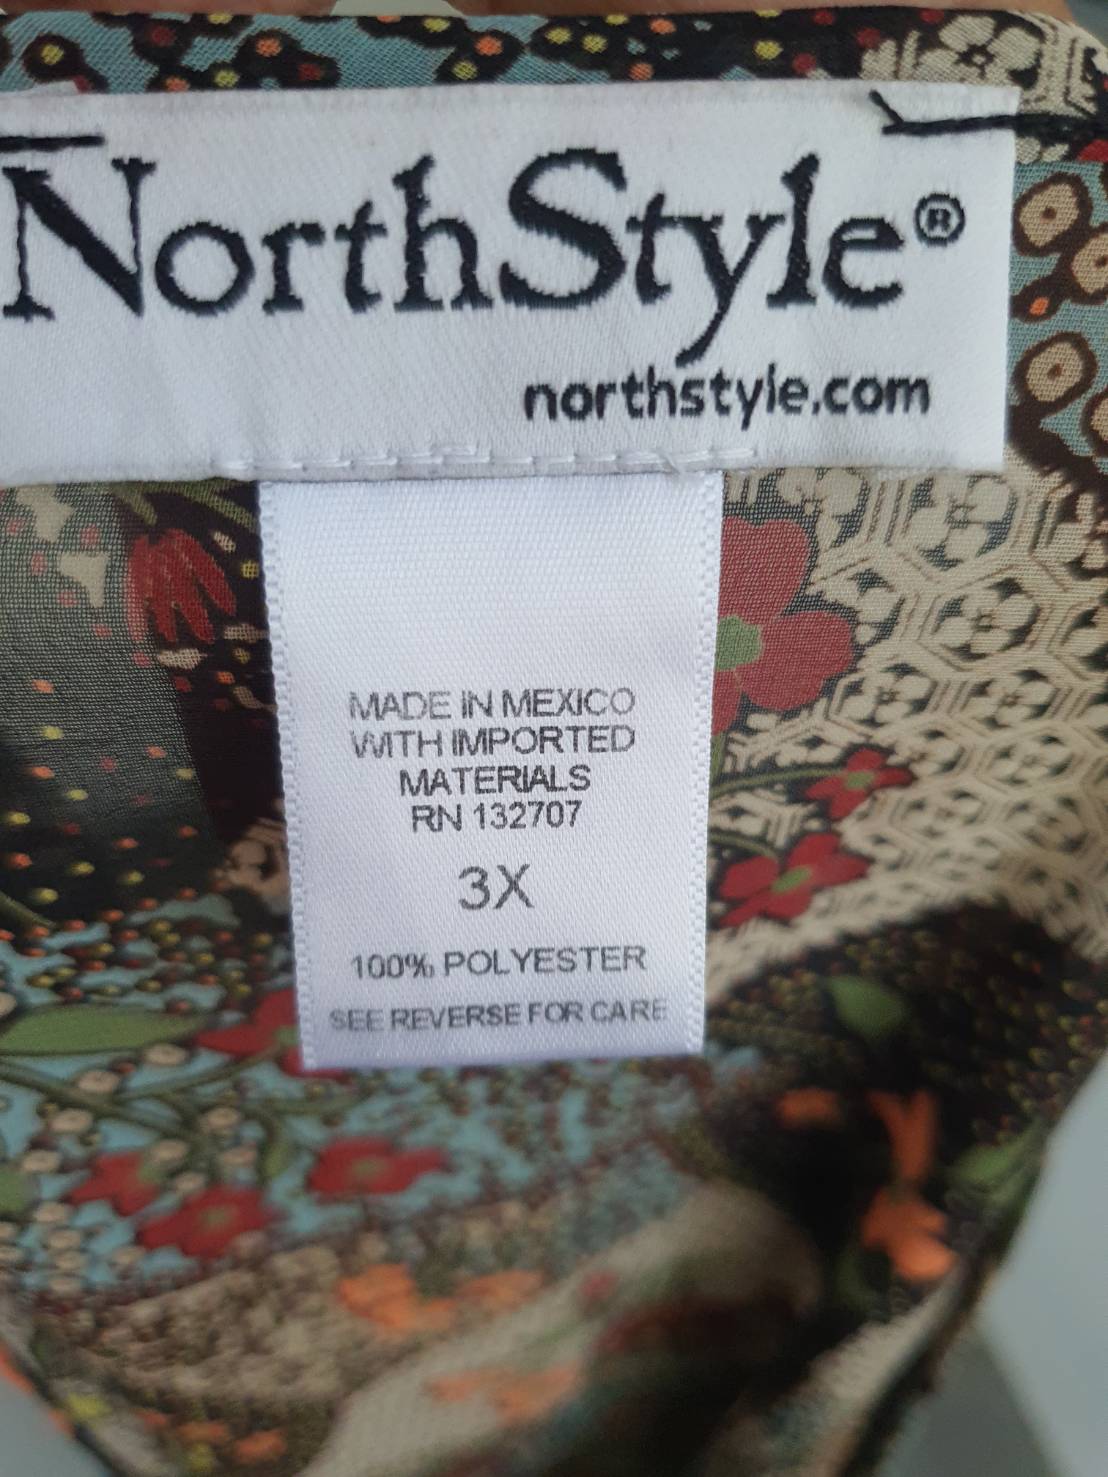 NorthStyle®
northstyle.com
MADE IN MEXICO
WITH IMPORTED
MATERIALS
RN 132707
3X
100% POLYESTER
SEE REVERSE FOR CARE